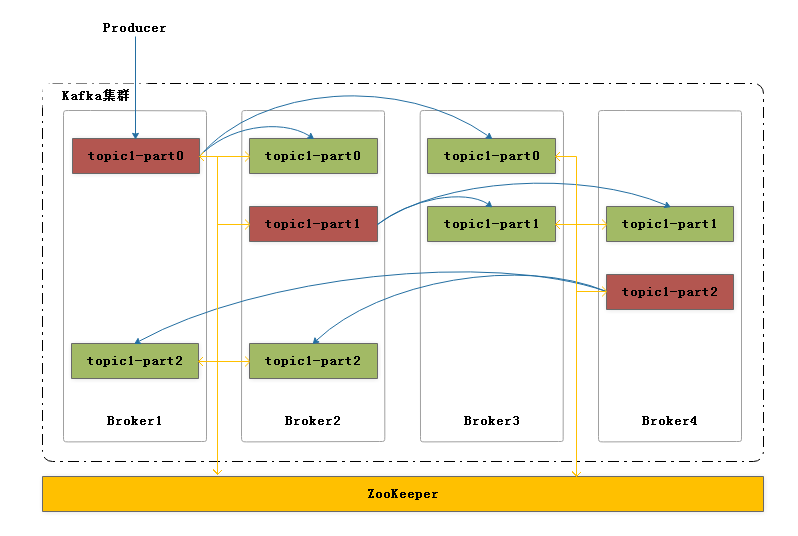 Producer
Kafka集群
topic1-part0
topic1-part0
topic1-part0
topic1-part1
topic1-part1
topic1-part1
topic1-part2
topic1-part2
topic1-part2
Broker1
Broker2
Broker3
Broker4
ZooKeeper